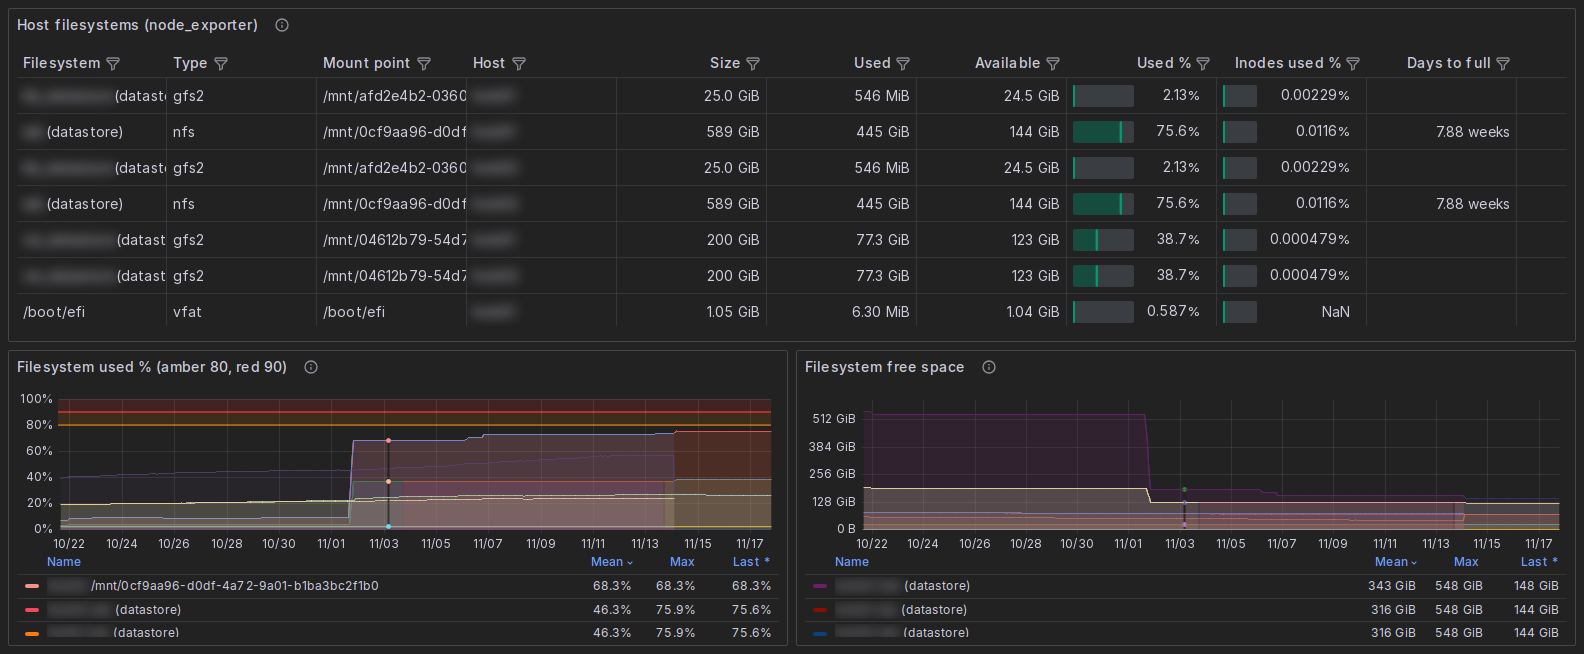 Host filesystems (node_exporter)
Filesystem Type Mount point Host Size Used Available Used % Inodes used % Days to full
(datast gfs2 /mnt/afd2e4b2-0360 25.0 GiB 546 MiB 24.5 GiB 2.13% 0.00229%
(datastore) nfs /mnt/0cf9aa96-d0df 589 GiB 445 GiB 144 GiB 75.6% 0.0116% 7.88 weeks
(datast gfs2 /mnt/afd2e4b2-0360 25.0 GiB 546 MiB 24.5 GiB 2.13% 0.00229%
(datastore) nfs /mnt/0cf9aa96-d0df 589 GiB 445 GiB 144 GiB 75.6% 0.0116% 7.88 weeks
(datast gfs2 /mnt/04612b79-54d7 200 GiB 77.3 GiB 123 GiB 38.7% 0.000479%
(datast gfs2 /mnt/04612b79-54d7 200 GiB 77.3 GiB 123 GiB 38.7% 0.000479%
/boot/efi vfat /boot/efi 1.05 GiB 6.30 MiB 1.04 GiB 0.587% NaN
Filesystem used % (amber 80, red 90)
100%
80%
60%
40%
20%
0%
10/22 10/24 10/26 10/28 10/30 11/01 11/03 11/05 11/07 11/09 11/11 11/13 11/15 11/17
Name Mean Max Last *
/mnt/0cf9aa96-d0df-4a72-9a01-b1ba3bc2f1b0 68.3% 68.3% 68.3%
(datastore) 46.3% 75.9% 75.6%
(datastore) 46.3% 75.9% 75.6%
Filesystem free space
512 GiB
384 GiB
256 GiB
128 GiB
0 B
10/22 10/24 10/26 10/28 10/30 11/01 11/03 11/05 11/07 11/09 11/11 11/13 11/15 11/17
Name Mean Max Last *
(datastore) 343 GiB 548 GiB 148 GiB
(datastore) 316 GiB 548 GiB 144 GiB
(datastore) 316 GiB 548 GiB 144 GiB